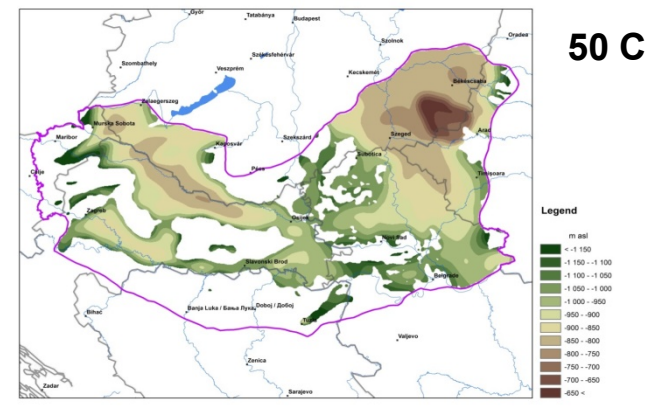 50 C
Győr
Tatabánya
Budapest
Oradea
Szolnok
Szombathely
Székesfehérvár
Veszprém
Kecskemét
Békéscsaba
Zalaegerszeg
Murska Sobota
Maribor
Szeged
Arad
Szekszárd
Kaposvár
Subotica
Pécs
Celje
Timișoara
Zagreb
Osijek
Novi Sad
Slavonski Brod
Belgrade
Bihać
Banja Luka / Бања Лука
Doboj / Добој
Tuzla
Valjevo
Zenica
Zadar
Sarajevo
Legend
m asl
< -1 150
-1 150 - -1 100
-1 100 - -1 050
-1 050 - -1 000
-1 000 - -950
-950 - -900
-900 - -850
-850 - -800
-800 - -750
-750 - -700
-700 - -650
-650 <